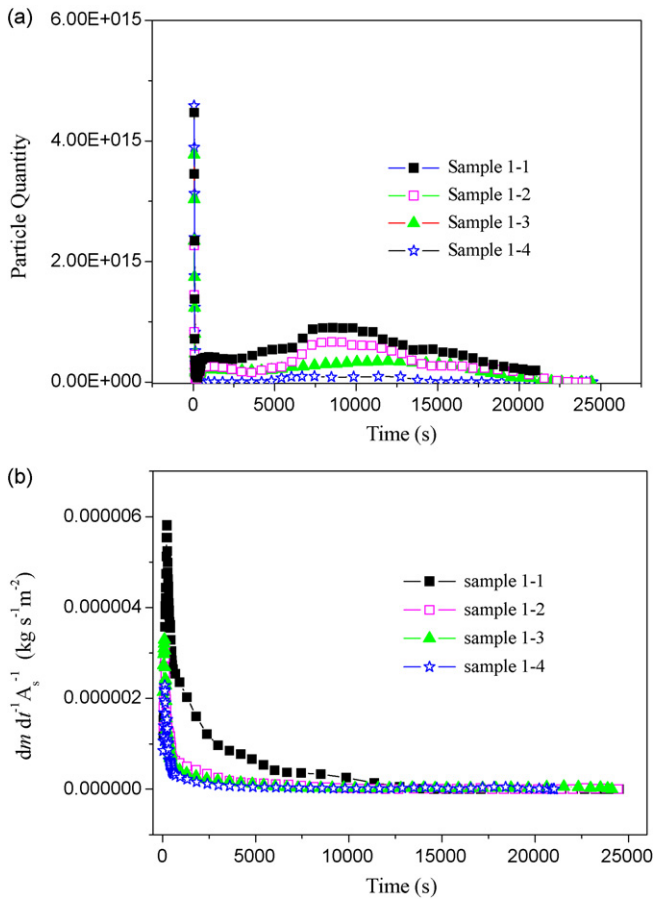 (a)
6.00E+015
4.00E+015
2.00E+015
0.00E+000
Particle Quantity
Sample 1-1
Sample 1-2
Sample 1-3
Sample 1-4
0 5000 10000 15000 20000 25000
Time (s)
(b)
0.000006
0.000004
0.000002
0.000000
dm dt⁻¹Aₛ⁻¹ (kg s⁻¹m⁻²)
sample 1-1
sample 1-2
sample 1-3
sample 1-4
0 5000 10000 15000 20000 25000
Time (s)